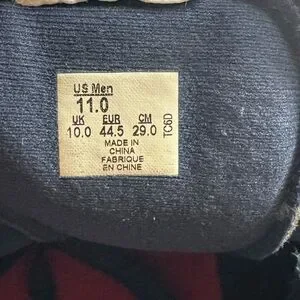 US Men
11.0
UK EUR CM
10.0 44.5 29.0
MADE IN
CHINA
FABRIQUE
EN CHINE
TC6D